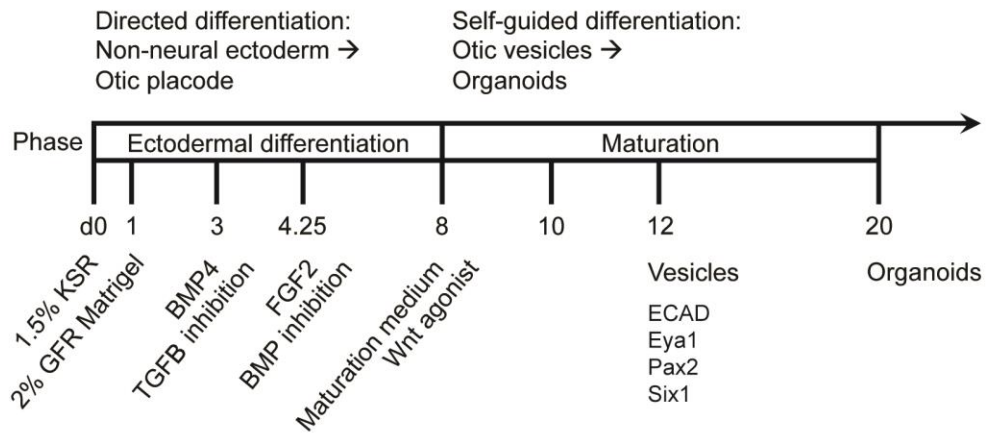 Directed differentiation:
Non-neural ectoderm →
Otic placode
Self-guided differentiation:
Otic vesicles →
Organoids
Phase
Ectodermal differentiation
Maturation
d0
1
3
4.25
8
10
12
20
1.5% KSR
2% GFR Matrigel
BMP4
TGFB inhibition
FGF2
BMP inhibition
Maturation medium
Wnt agonist
Vesicles
ECAD
Eya1
Pax2
Six1
Organoids